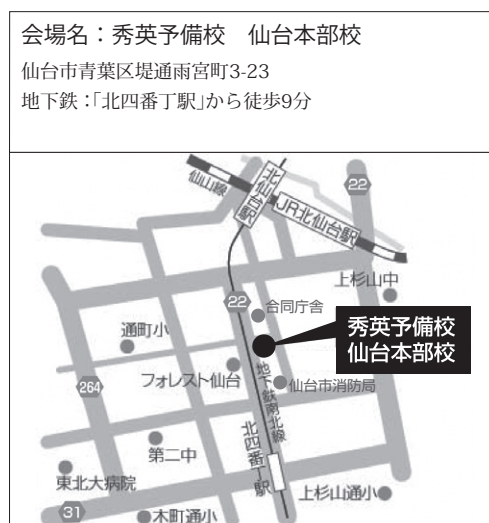 会場名：秀英予備校　仙台本部校
仙台市青葉区堤通雨宮町3-23
地下鉄：「北四番丁駅」から徒歩9分
仙山線
北仙台駅
JR北仙台駅
22
上杉山中
22
合同庁舎
通町小
秀英予備校
仙台本部校
フォレスト仙台
地下鉄南北線
仙台市消防局
264
北四番丁駅
第二中
東北大病院
上杉山通小
31
木町通小